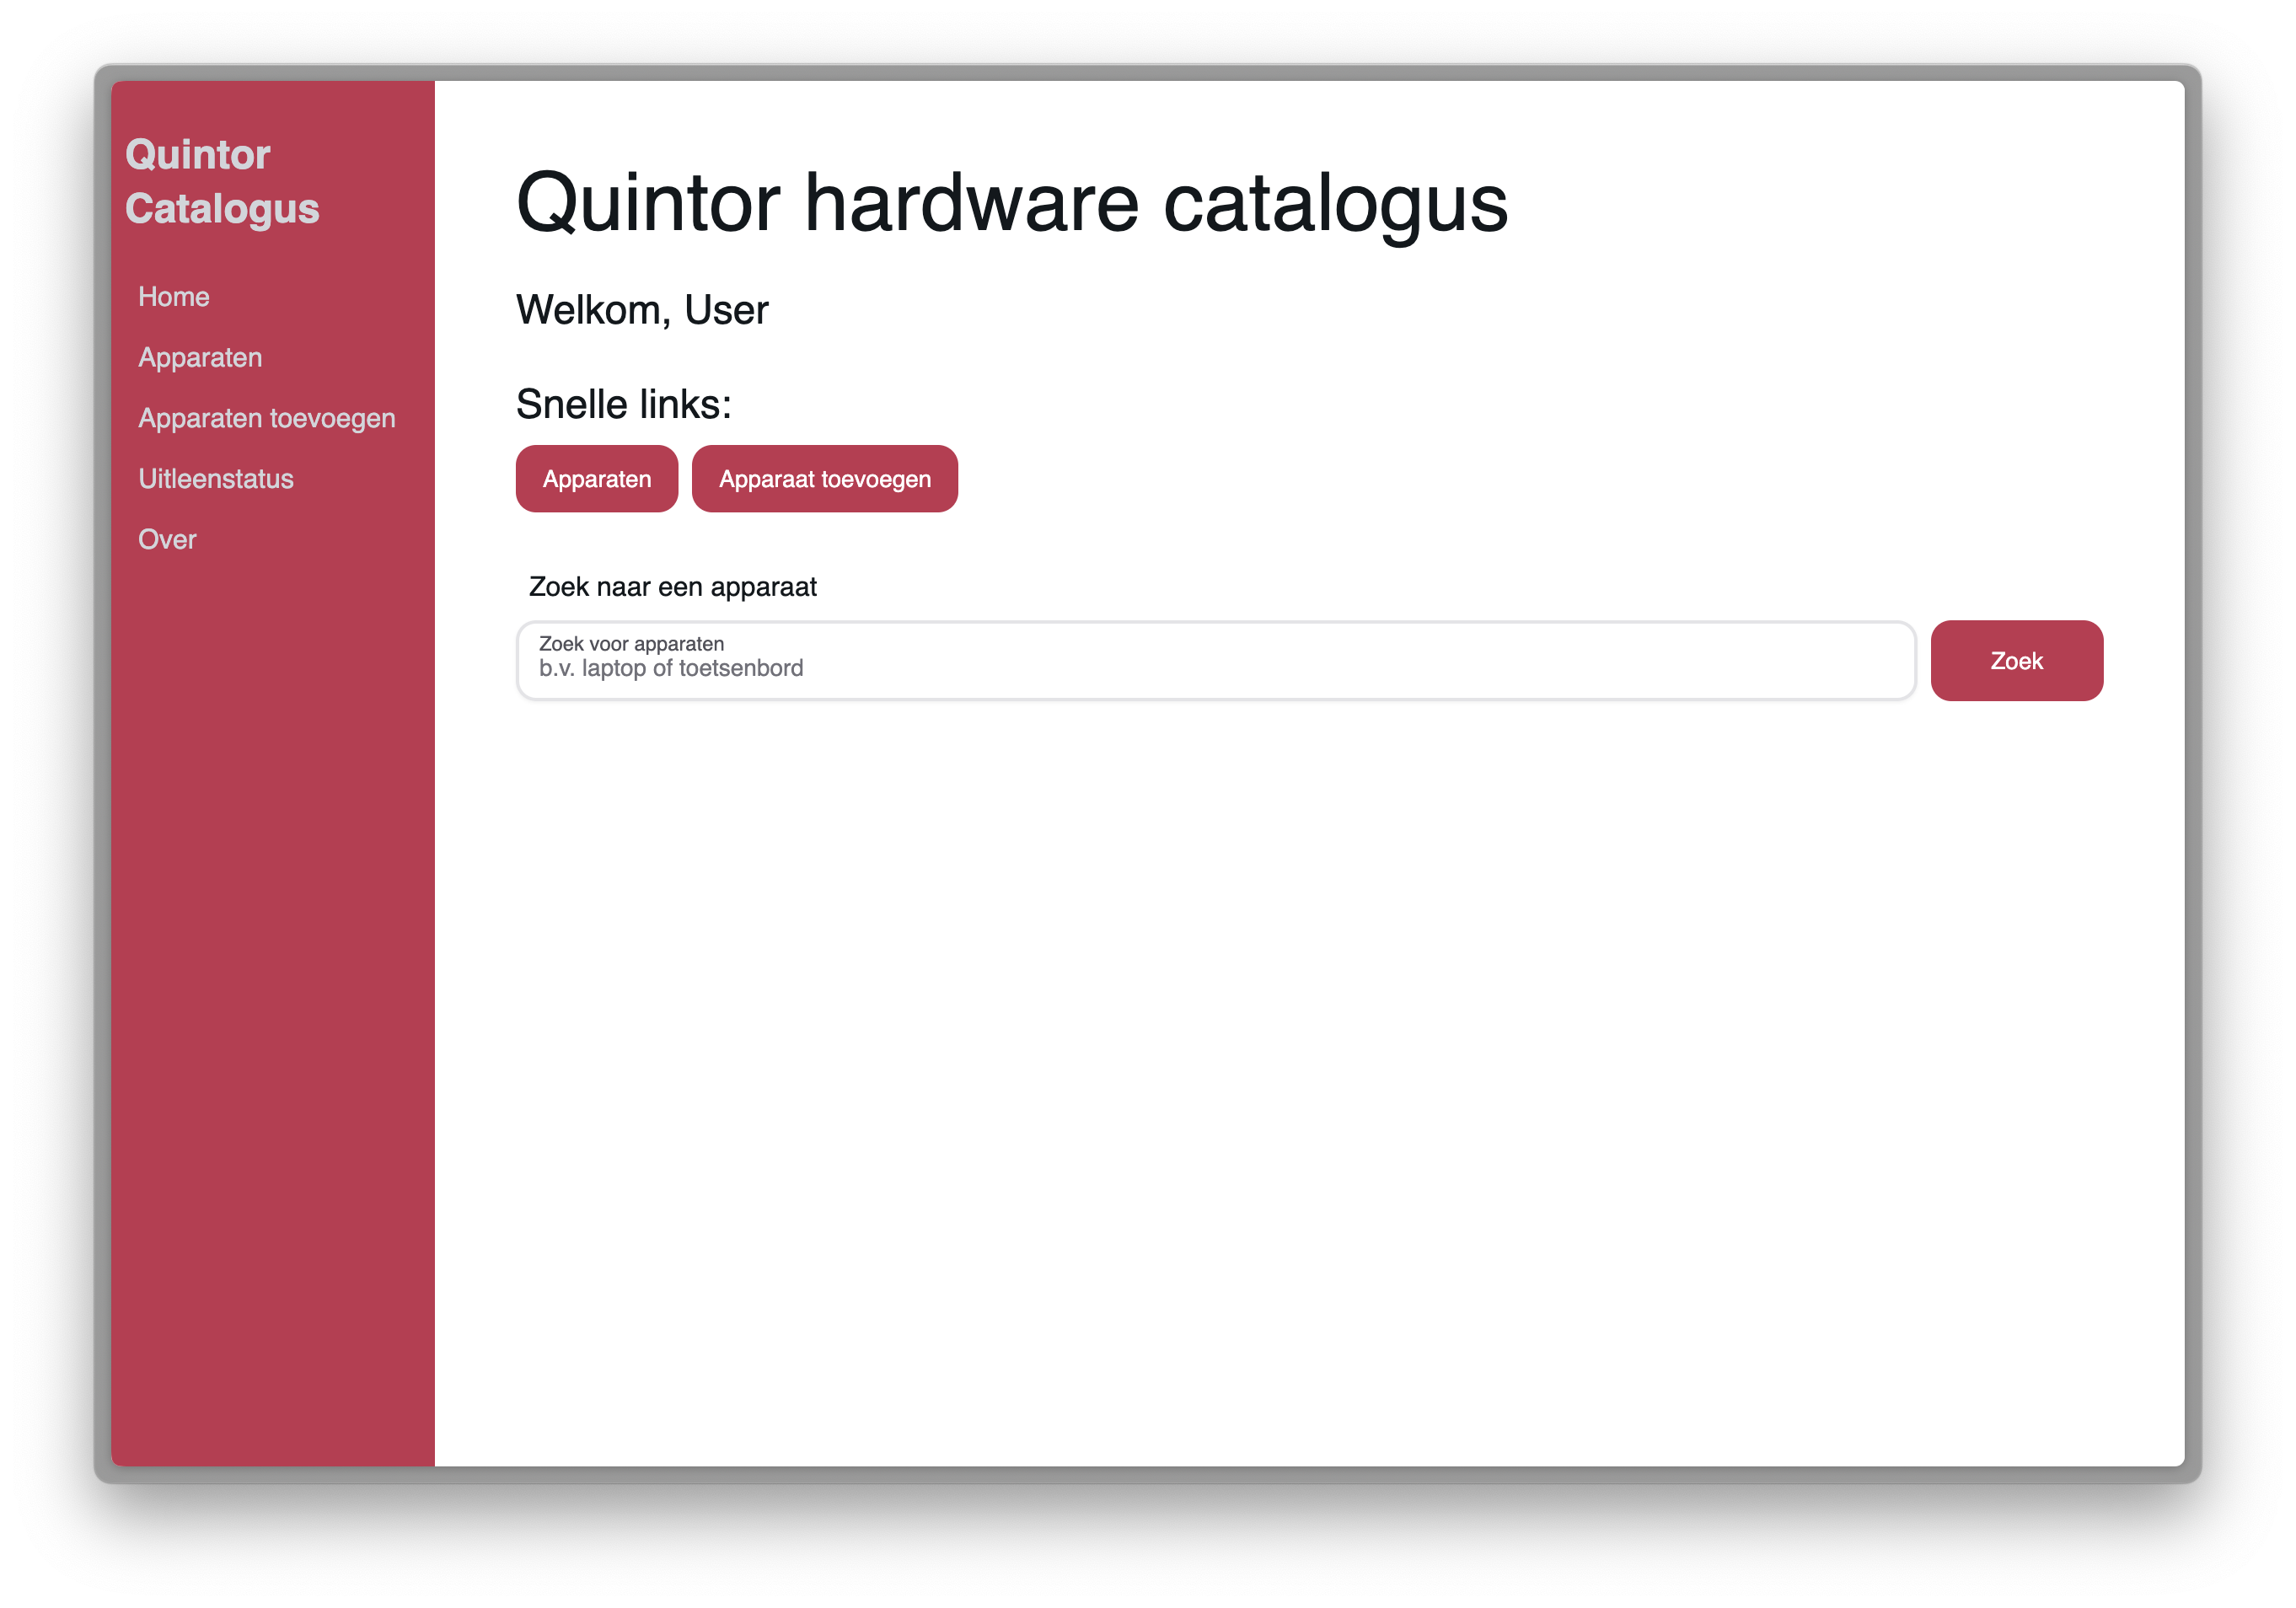 Quintor
Catalogus
Home
Apparaten
Apparaten toevoegen
Uitleenstatus
Over
Quintor hardware catalogus
Welkom, User
Snelle links:
Apparaten
Apparaat toevoegen
Zoek naar een apparaat
Zoek voor apparaten
b.v. laptop of toetsenbord
Zoek